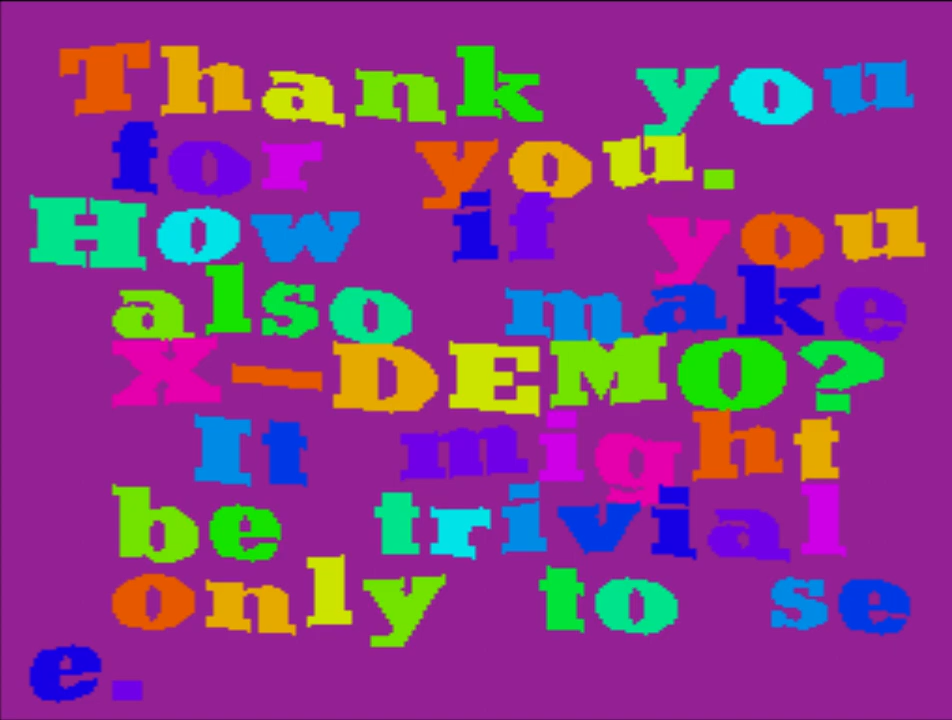 Thank you
for you.
How if you
also make
X-DEMO?
It might
be trivial
only to se
e.